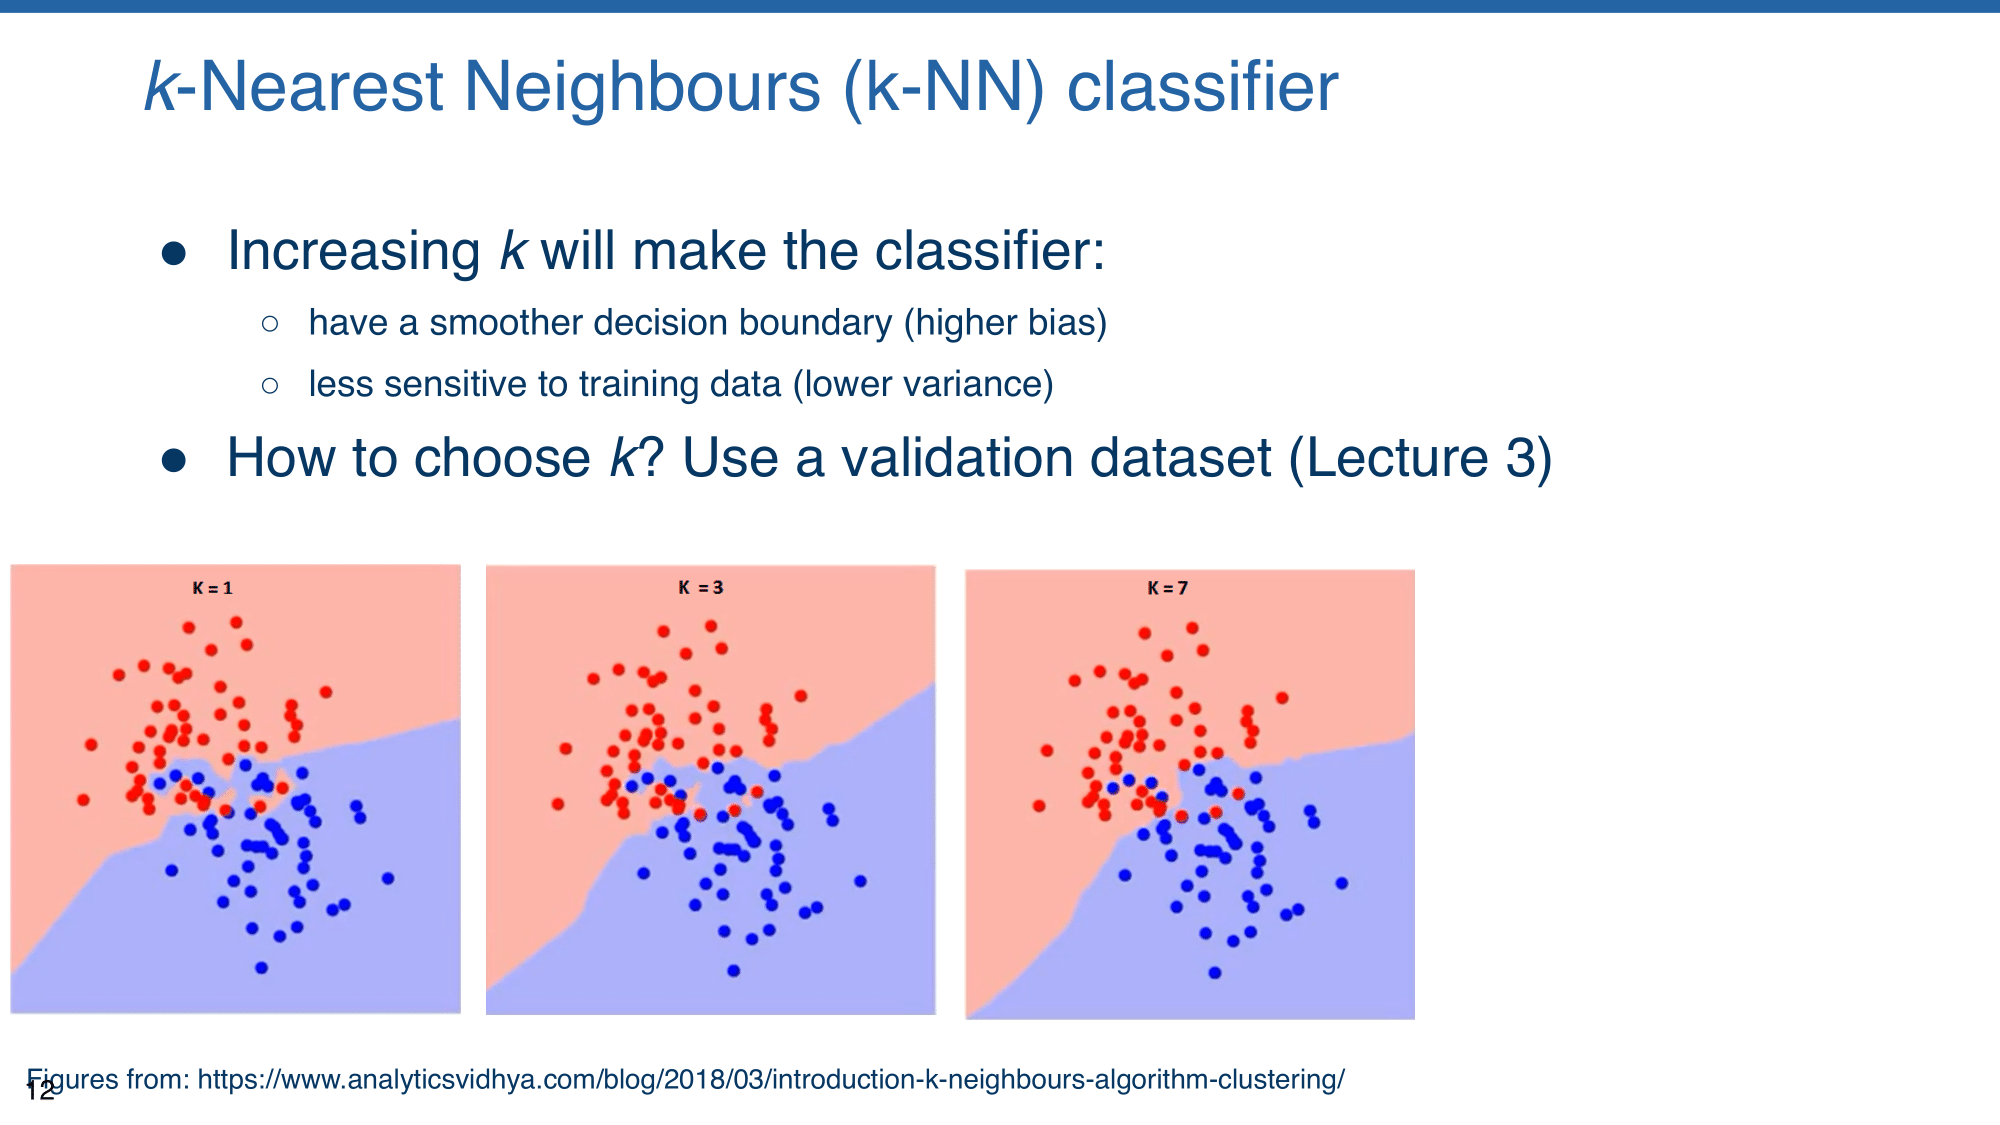 k-Nearest Neighbours (k-NN) classifier
● Increasing k will make the classifier:
○ have a smoother decision boundary (higher bias)
○ less sensitive to training data (lower variance)
● How to choose k? Use a validation dataset (Lecture 3)
K = 1
K = 3
K = 7
Figures from: https://www.analyticsvidhya.com/blog/2018/03/introduction-k-neighbours-algorithm-clustering/
12